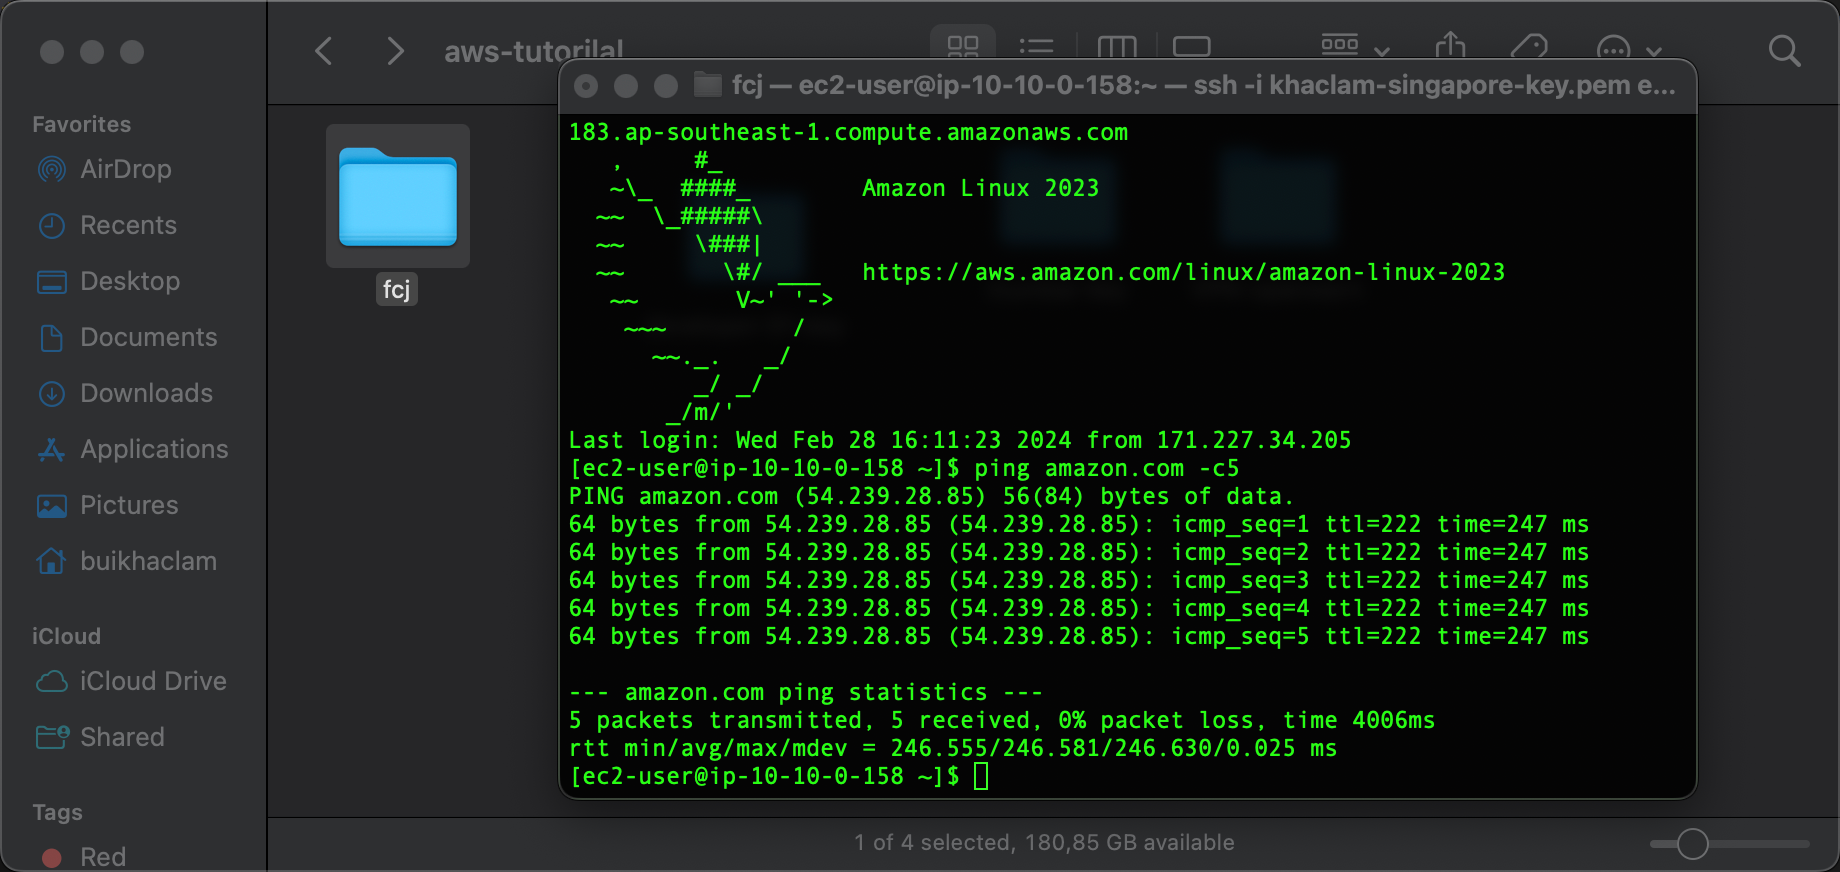 aws-tutorilal
Favorites
AirDrop
Recents
Desktop
Documents
Downloads
Applications
Pictures
buikhaclam
iCloud
iCloud Drive
Shared
Tags
Red
fcj
fcj — ec2-user@ip-10-10-0-158:~ — ssh -i khaclam-singapore-key.pem e...
183.ap-southeast-1.compute.amazonaws.com
   ,     #_
   ~\_  ####_        Amazon Linux 2023
  ~~  \_#####\
  ~~     \###|
  ~~       \#/ ___   https://aws.amazon.com/linux/amazon-linux-2023
   ~~       V~' '->
    ~~~         /
      ~~._.   _/
         _/ _/
       _/m/'
Last login: Wed Feb 28 16:11:23 2024 from 171.227.34.205
[ec2-user@ip-10-10-0-158 ~]$ ping amazon.com -c5
PING amazon.com (54.239.28.85) 56(84) bytes of data.
64 bytes from 54.239.28.85 (54.239.28.85): icmp_seq=1 ttl=222 time=247 ms
64 bytes from 54.239.28.85 (54.239.28.85): icmp_seq=2 ttl=222 time=247 ms
64 bytes from 54.239.28.85 (54.239.28.85): icmp_seq=3 ttl=222 time=247 ms
64 bytes from 54.239.28.85 (54.239.28.85): icmp_seq=4 ttl=222 time=247 ms
64 bytes from 54.239.28.85 (54.239.28.85): icmp_seq=5 ttl=222 time=247 ms
--- amazon.com ping statistics ---
5 packets transmitted, 5 received, 0% packet loss, time 4006ms
rtt min/avg/max/mdev = 246.555/246.581/246.630/0.025 ms
[ec2-user@ip-10-10-0-158 ~]$
1 of 4 selected, 180,85 GB available